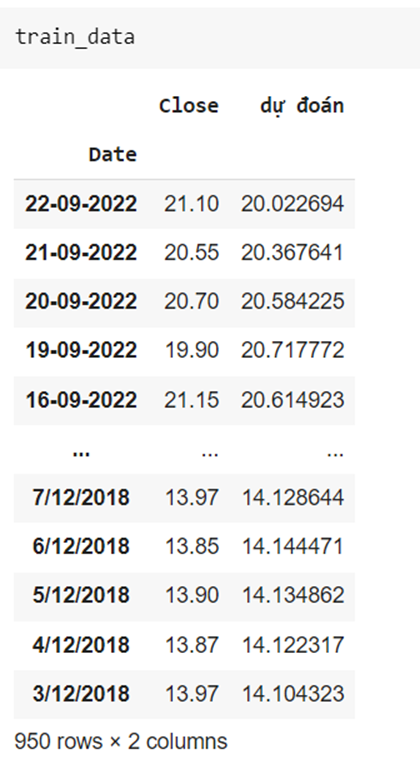 train_data
Close dự đoán
Date
22-09-2022 21.10 20.022694
21-09-2022 20.55 20.367641
20-09-2022 20.70 20.584225
19-09-2022 19.90 20.717772
16-09-2022 21.15 20.614923
... ... ...
7/12/2018 13.97 14.128644
6/12/2018 13.85 14.144471
5/12/2018 13.90 14.134862
4/12/2018 13.87 14.122317
3/12/2018 13.97 14.104323
950 rows × 2 columns